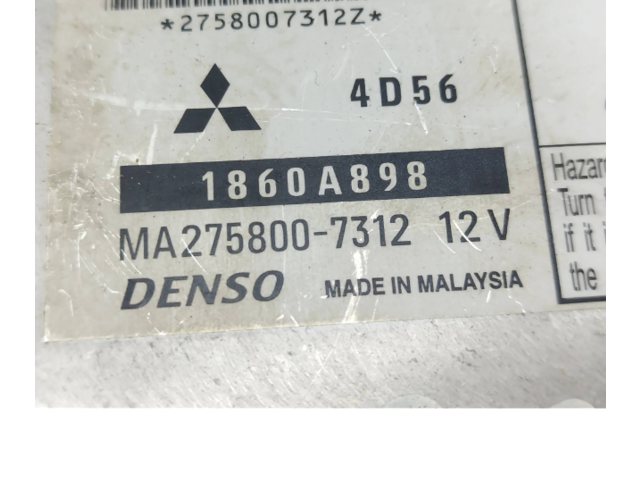 *2758007312Z*
4D56
1860A898
MA275800-7312 12V
DENSO MADE IN MALAYSIA
Hazar
Turn
if it i
the